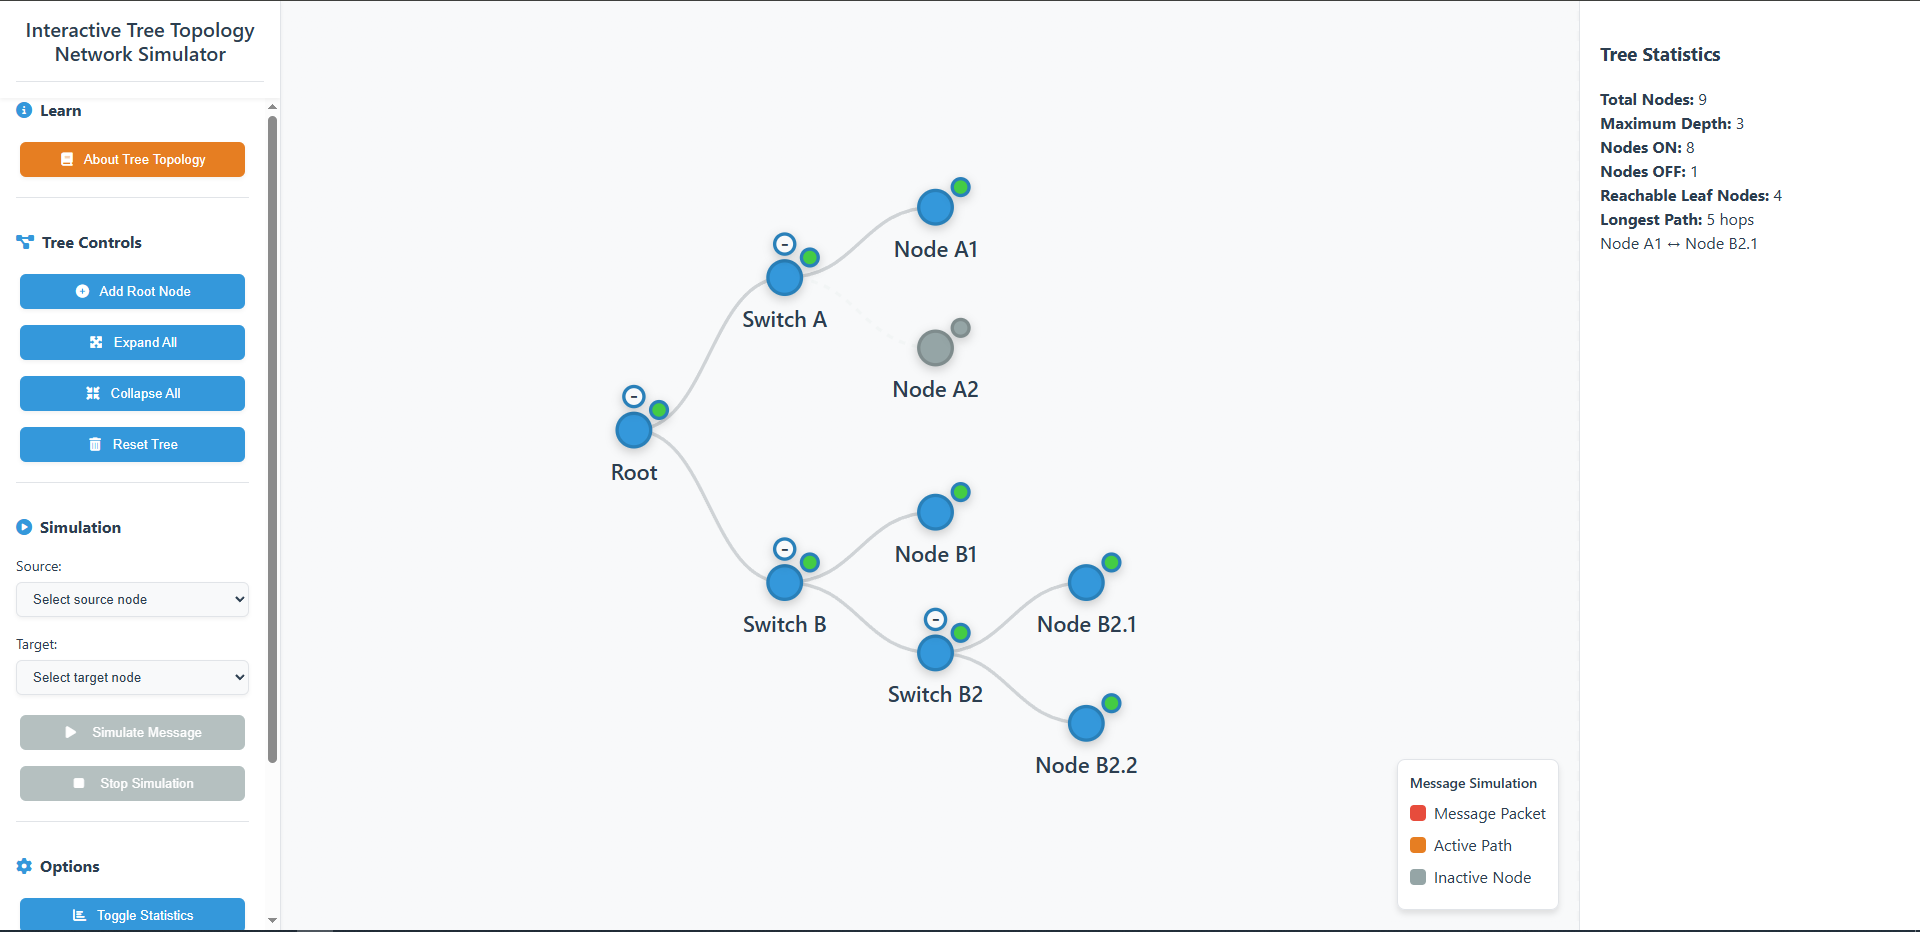 Interactive Tree Topology
Network Simulator
Learn
About Tree Topology
Tree Controls
Add Root Node
Expand All
Collapse All
Reset Tree
Simulation
Source:
Select source node
Target:
Select target node
Simulate Message
Stop Simulation
Options
Toggle Statistics
Node A1
Switch A
Node A2
Root
Node B1
Switch B
Node B2.1
Switch B2
Node B2.2
Message Simulation
Message Packet
Active Path
Inactive Node
Tree Statistics
Total Nodes: 9
Maximum Depth: 3
Nodes ON: 8
Nodes OFF: 1
Reachable Leaf Nodes: 4
Longest Path: 5 hops
Node A1 ↔ Node B2.1